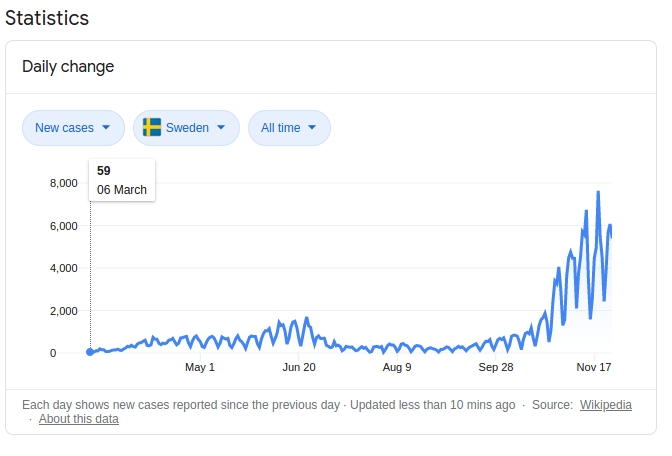 Statistics
Daily change
New cases Sweden All time
59
06 March
8,000
6,000
4,000
2,000
0
May 1 Jun 20 Aug 9 Sep 28 Nov 17
Each day shows new cases reported since the previous day · Updated less than 10 mins ago · Source: Wikipedia
· About this data